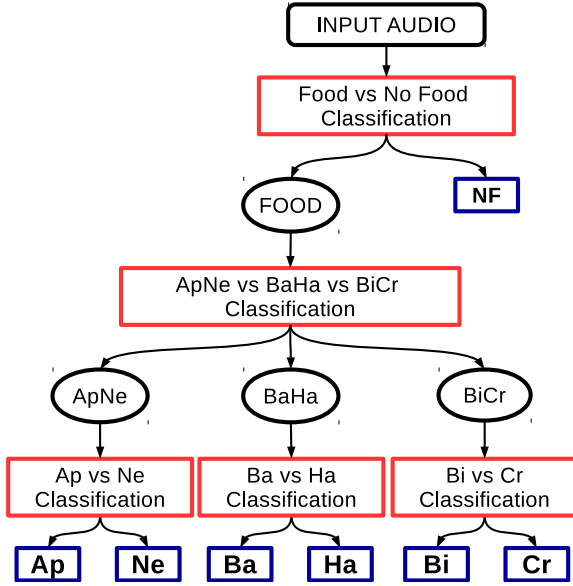 INPUT AUDIO
Food vs No Food
Classification
FOOD
NF
ApNe vs BaHa vs BiCr
Classification
ApNe
BaHa
BiCr
Ap vs Ne
Classification
Ba vs Ha
Classification
Bi vs Cr
Classification
Ap
Ne
Ba
Ha
Bi
Cr